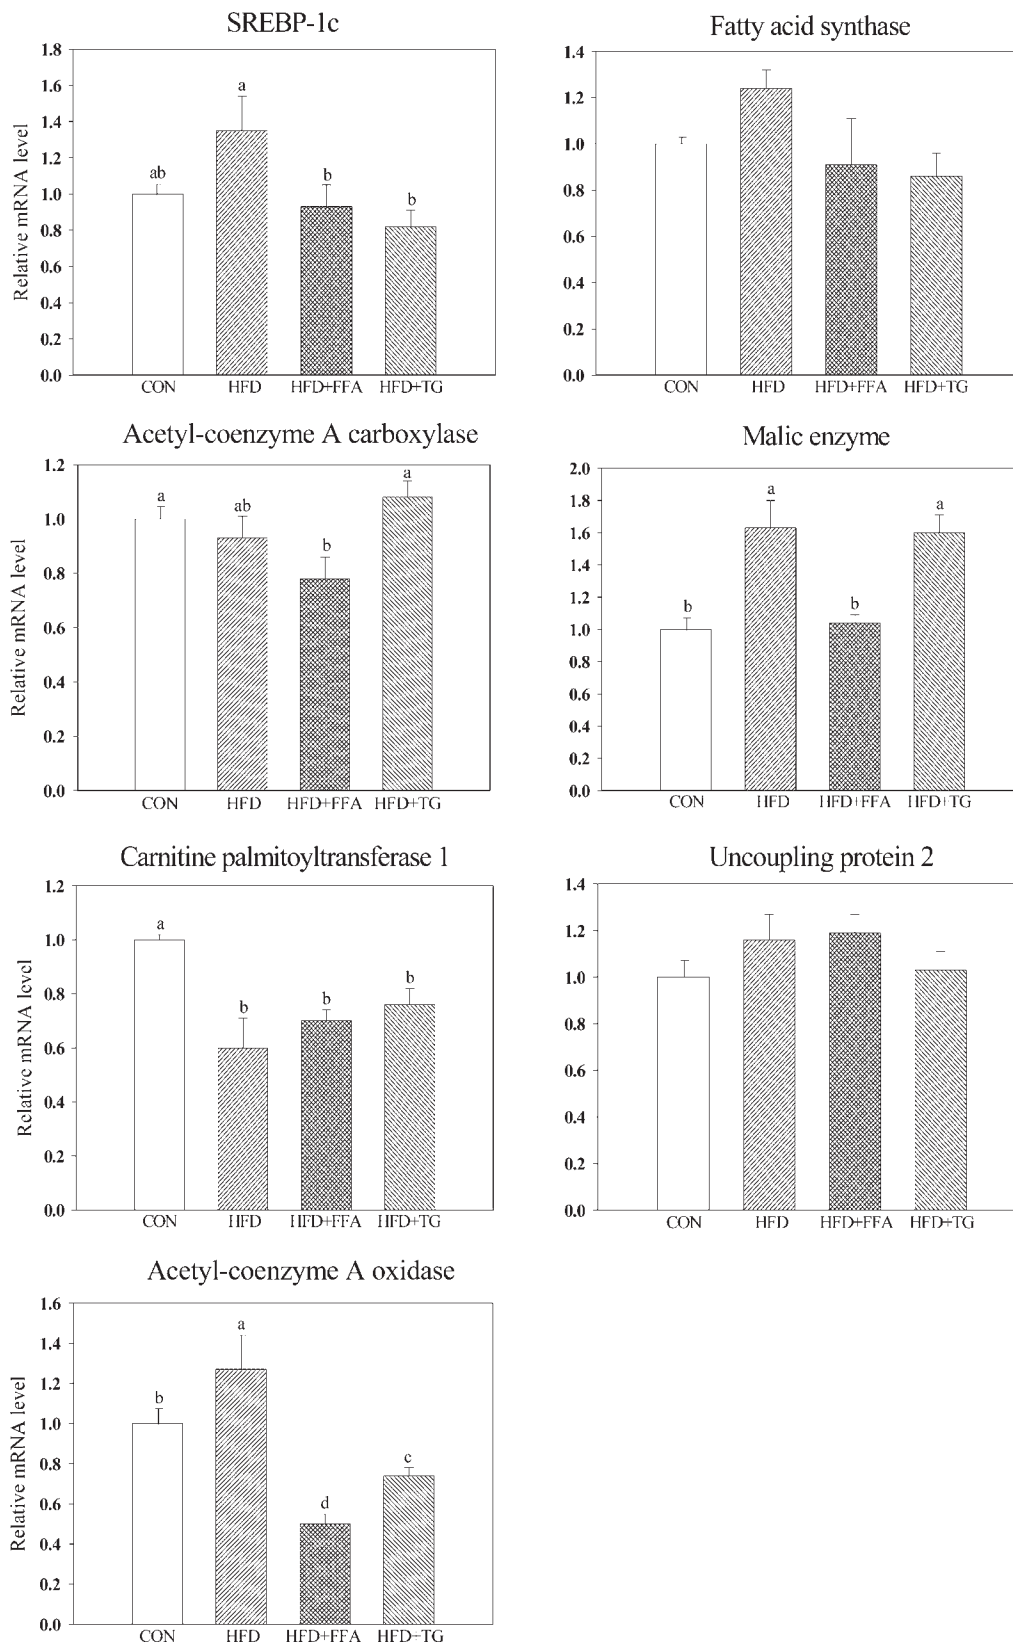 SREBP-1c
1.8
1.6
1.4
1.2
1.0
0.8
0.6
0.4
0.2
0.0
Relative mRNA level
ab
a
b
b
CON HFD HFD+FFA HFD+TG
Fatty acid synthase
1.4
1.2
1.0
0.8
0.6
0.4
0.2
0.0
CON HFD HFD+FFA HFD+TG
Acetyl-coenzyme A carboxylase
1.2
1.0
0.8
0.6
0.4
0.2
0.0
Relative mRNA level
a
ab
b
a
CON HFD HFD+FFA HFD+TG
Malic enzyme
2.0
1.8
1.6
1.4
1.2
1.0
0.8
0.6
0.4
0.2
0.0
b
a
b
a
CON HFD HFD+FFA HFD+TG
Carnitine palmitoyltransferase 1
1.2
1.0
0.8
0.6
0.4
0.2
0.0
Relative mRNA level
a
b
b
b
CON HFD HFD+FFA HFD+TG
Uncoupling protein 2
1.4
1.2
1.0
0.8
0.6
0.4
0.2
0.0
CON HFD HFD+FFA HFD+TG
Acetyl-coenzyme A oxidase
1.6
1.4
1.2
1.0
0.8
0.6
0.4
0.2
0.0
Relative mRNA level
b
a
d
c
CON HFD HFD+FFA HFD+TG